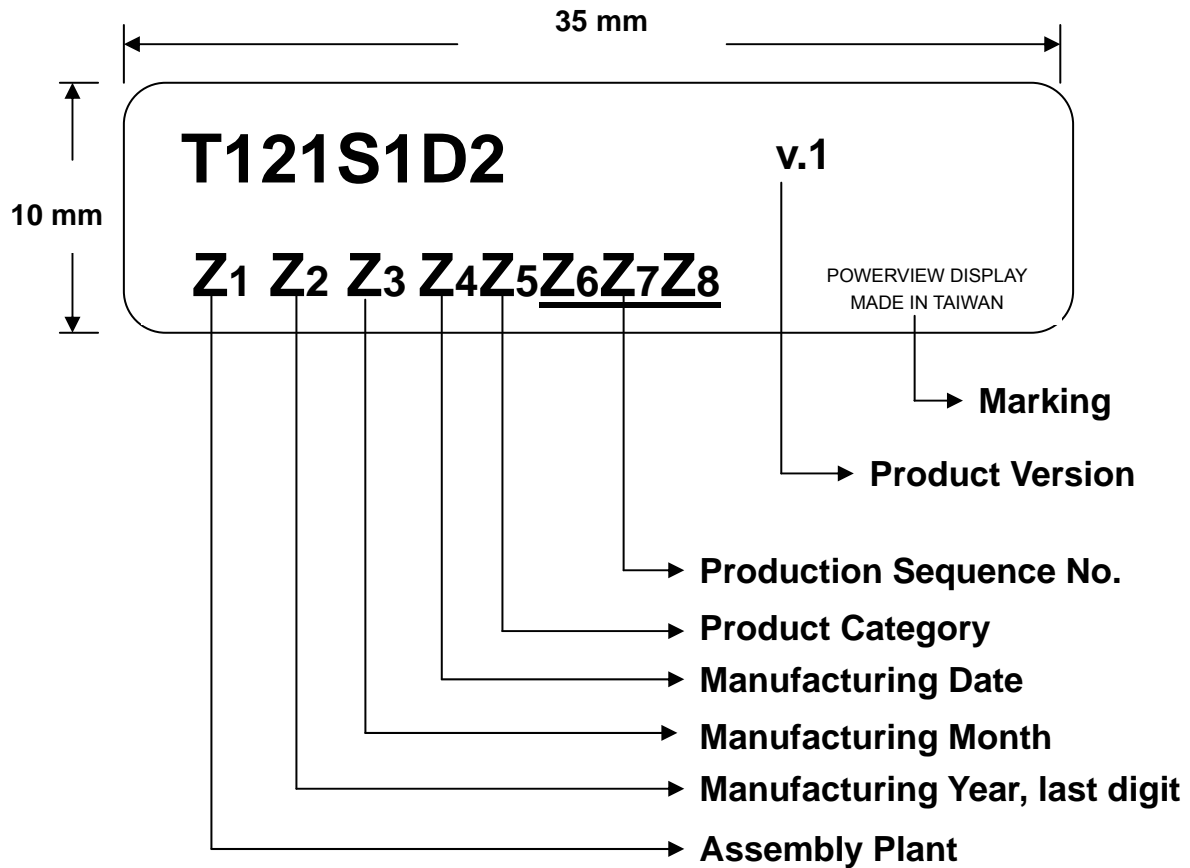 35 mm
T121S1D2 v.1
10 mm
Z1 Z2 Z3 Z4Z5Z6Z7Z8
POWERVIEW DISPLAY
MADE IN TAIWAN
Marking
Product Version
Production Sequence No.
Product Category
Manufacturing Date
Manufacturing Month
Manufacturing Year, last digit
Assembly Plant